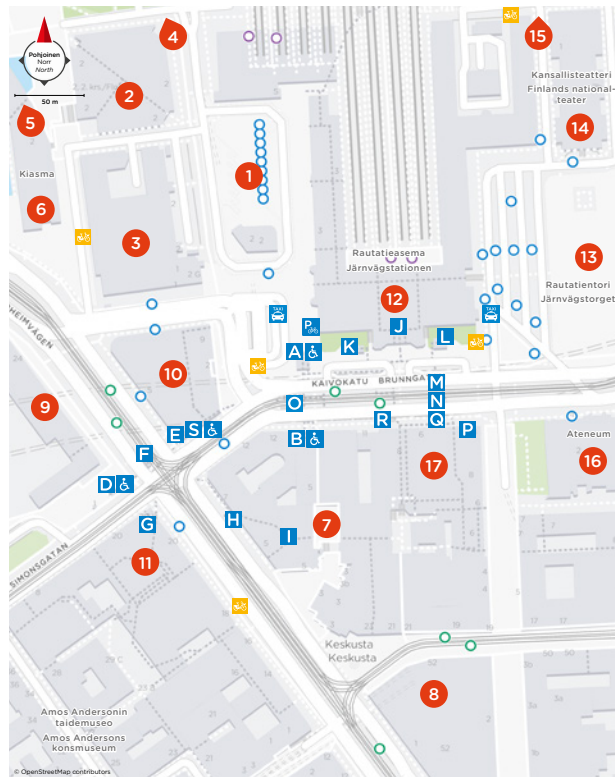 4
15
Pohjoinen
Norr
North
50 m
2
5
Kansallisteatteri
Finlands national-
teater
14
Kiasma
1
6
3
Rautatieasema
Järnvägstationen
13
Rautatientori
Järnvägstorget
12
TAXI
TAXI
P
J
L
A
K
10
KAIVOKATU
BRUNNGA
M
N
O
9
S
E
R
Q
P
B
Ateneum
16
F
17
D
H
G
7
I
11
SIMONSGATAN
Keskusta
Keskusta
8
Amos Andersonin
taidemuseo
Amos Andersons
konsmuseum
© OpenStreetMap contributors